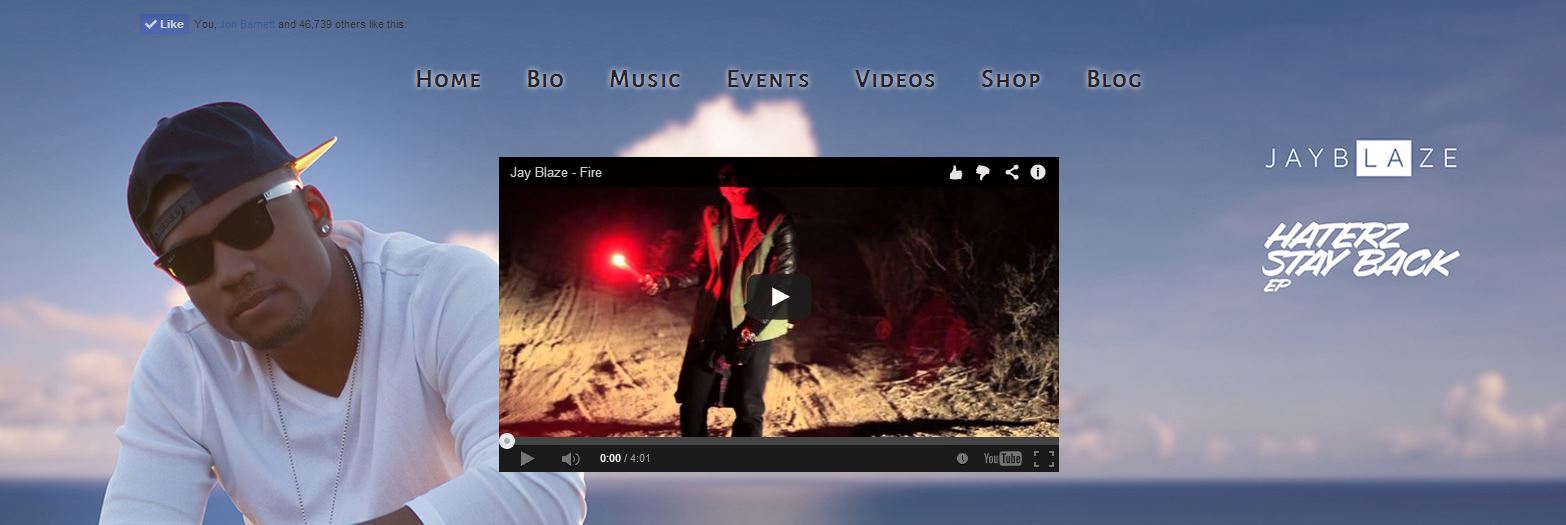 Like You, Jon Barnett and 46,739 others like this.
Home Bio Music Events Videos Shop Blog
JAYBLAZE
Jay Blaze - Fire
HATERZ
STAY BACK
EP
0:00 / 4:01
YouTube